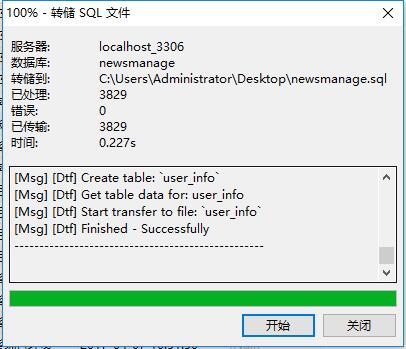 100% - 转储 SQL 文件
服务器: localhost_3306
数据库: newsmanage
转储到: C:\Users\Administrator\Desktop\newsmanage.sql
已处理: 3829
错误: 0
已传输: 3829
时间: 0.227s
[Msg] [Dtf] Create table: `user_info`
[Msg] [Dtf] Get table data for: user_info
[Msg] [Dtf] Start transfer to file: `user_info`
[Msg] [Dtf] Finished - Successfully
--------------------------------------------------
开始 关闭